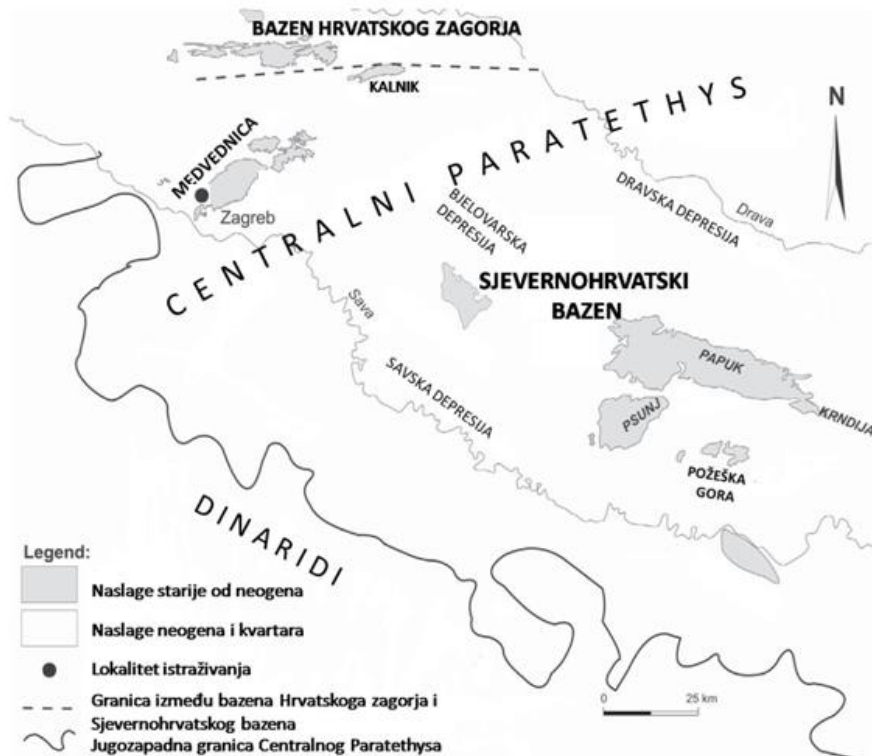 BAZEN HRVATSKOG ZAGORJA
KALNIK
N
MEDVEDNICA
Zagreb
CENTRALNI PARATETHYS
BJELOVARSKA
DEPRESIJA
DRAVSKA DEPRESIJA
Drava
SJEVERNOHRVATSKI
BAZEN
Sava
SAVSKA DEPRESIJA
PAPUK
PSUNJ
KRNDIJA
POŽEŠKA
GORA
DINARIDI
Legend:
Naslage starije od neogena
Naslage neogena i kvartara
Lokalitet istraživanja
Granica između bazena Hrvatskoga zagorja i
Sjevernohrvatskog bazena
Jugozapadna granica Centralnog Paratethysa
0 25 km